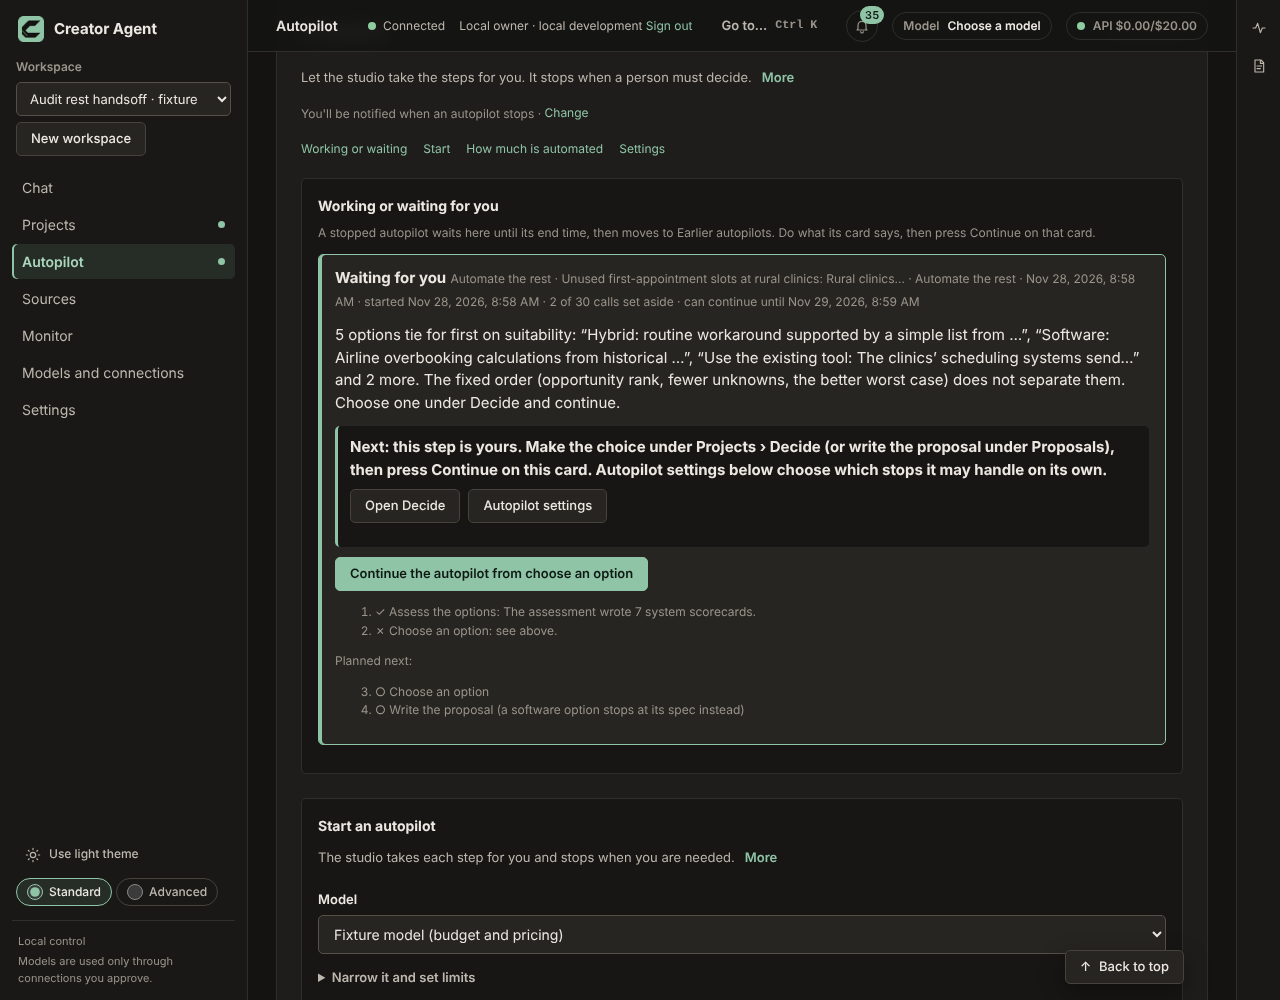 Creator Agent
Workspace
Audit rest handsoff · fixture
New workspace
Chat
Projects
Autopilot
Sources
Monitor
Models and connections
Settings
Use light theme
Standard
Advanced
Local control
Models are used only through
connections you approve.
Autopilot
Connected
Local owner · local development Sign out
Go to... Ctrl K
35
Model Choose a model
API $0.00/$20.00
Let the studio take the steps for you. It stops when a person must decide. More
You'll be notified when an autopilot stops · Change
Working or waiting Start How much is automated Settings
Working or waiting for you
A stopped autopilot waits here until its end time, then moves to Earlier autopilots. Do what its card says, then press Continue on that card.
Waiting for you Automate the rest · Unused first-appointment slots at rural clinics: Rural clinics… · Automate the rest · Nov 28, 2026, 8:58
AM · started Nov 28, 2026, 8:58 AM · 2 of 30 calls set aside · can continue until Nov 29, 2026, 8:59 AM
5 options tie for first on suitability: “Hybrid: routine workaround supported by a simple list from …”, “Software:
Airline overbooking calculations from historical …”, “Use the existing tool: The clinics’ scheduling systems send…”
and 2 more. The fixed order (opportunity rank, fewer unknowns, the better worst case) does not separate them.
Choose one under Decide and continue.
Next: this step is yours. Make the choice under Projects › Decide (or write the proposal under Proposals),
then press Continue on this card. Autopilot settings below choose which stops it may handle on its own.
Open Decide
Autopilot settings
Continue the autopilot from choose an option
1. ✓ Assess the options: The assessment wrote 7 system scorecards.
2. × Choose an option: see above.
Planned next:
3. ○ Choose an option
4. ○ Write the proposal (a software option stops at its spec instead)
Start an autopilot
The studio takes each step for you and stops when you are needed. More
Model
Fixture model (budget and pricing)
▶ Narrow it and set limits
↑ Back to top